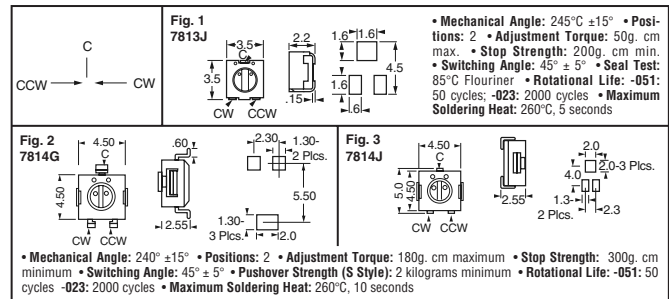 C
CCW
CW
Fig. 1
7813J
3.5
C
3.5
CW
CCW
2.2
.15
1.6
1.6
4.5
1.6
.6
• Mechanical Angle: 245°C ±15° • Posi-
tions: 2 • Adjustment Torque: 50g. cm
max. • Stop Strength: 200g. cm min.
• Switching Angle: 45° ± 5° • Seal Test:
85°C Flouriner • Rotational Life: -051:
50 cycles; -023: 2000 cycles • Maximum
Soldering Heat: 260°C, 5 seconds
Fig. 2
7814G
4.50
C
4.50
CW
CCW
.60
2.55
2.30
1.30-
2 Plcs.
5.50
1.30-
3 Plcs.
2.0
Fig. 3
7814J
4.50
C
5.0
4.50
CW
CCW
2.55
2.0
2.0-3 Plcs.
4.0
1.3-
2 Plcs.
2.3
• Mechanical Angle: 240° ±15° • Positions: 2 • Adjustment Torque: 180g. cm maximum • Stop Strength: 300g. cm
minimum • Switching Angle: 45° ± 5° • Pushover Strength (S Style): 2 kilograms minimum • Rotational Life: -051: 50
cycles -023: 2000 cycles • Maximum Soldering Heat: 260°C, 10 seconds